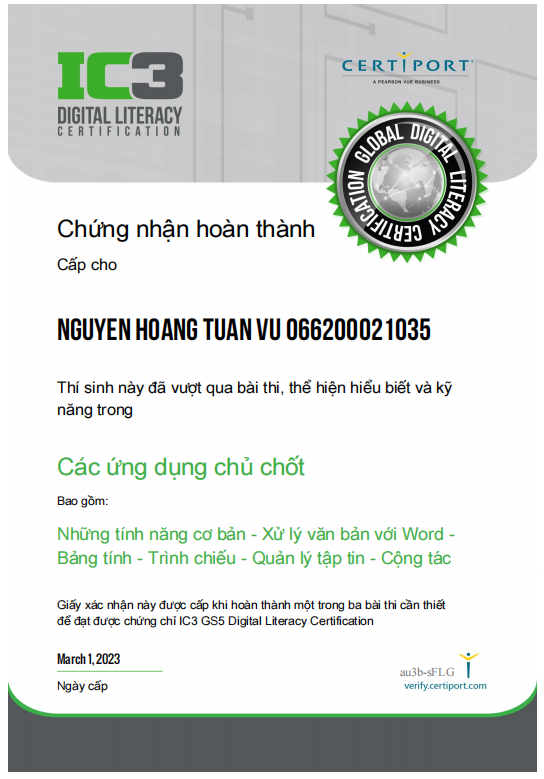 IC3
DIGITAL LITERACY
CERTIFICATION
CERTIPORT
A PEARSON VUE BUSINESS
GLOBAL DIGITAL LITERACY CERTIFICATION
Chứng nhận hoàn thành
Cấp cho
NGUYEN HOANG TUAN VU 066200021035
Thí sinh này đã vượt qua bài thi, thể hiện hiểu biết và kỹ
năng trong
Các ứng dụng chủ chốt
Bao gồm:
Những tính năng cơ bản - Xử lý văn bản với Word -
Bảng tính - Trình chiếu - Quản lý tập tin - Cộng tác
Giấy xác nhận này được cấp khi hoàn thành một trong ba bài thi cần thiết
để đạt được chứng chỉ IC3 GS5 Digital Literacy Certification
March 1, 2023
Ngày cấp
au3b-sFLG
verify.certiport.com